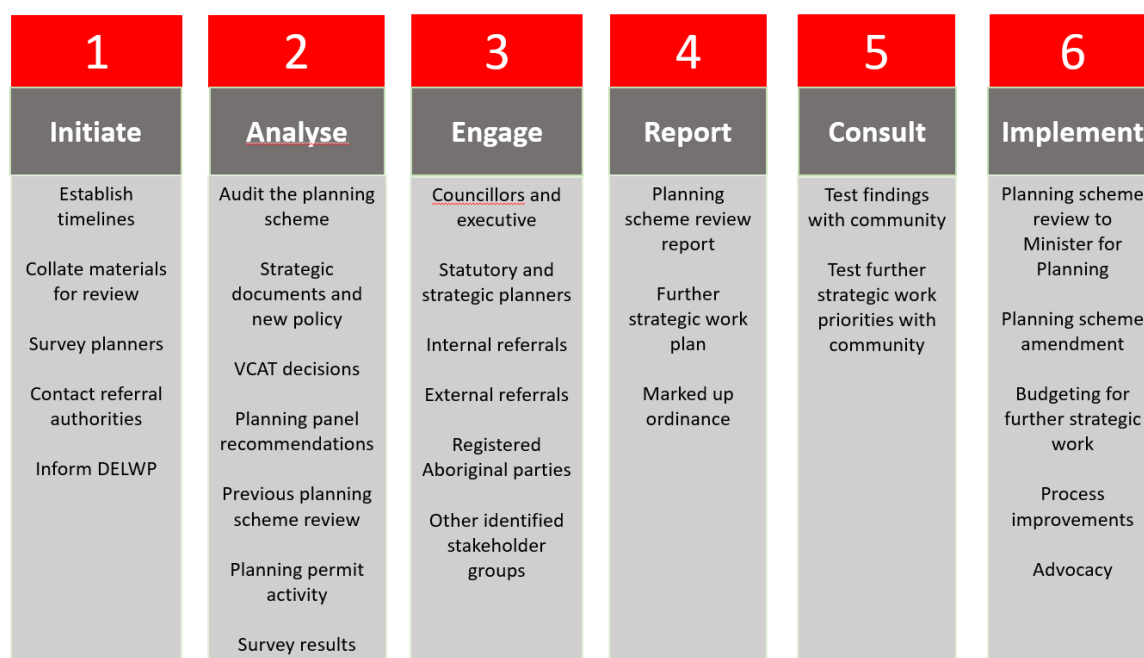 1
Initiate
Establish
timelines
Collate materials
for review
Survey planners
Contact referral
authorities
Inform DELWP
2
Analyse
Audit the planning
scheme
Strategic
documents and
new policy
VCAT decisions
Planning panel
recommendations
Previous planning
scheme review
Planning permit
activity
Survey results
3
Engage
Councillors and
executive
Statutory and
strategic planners
Internal referrals
External referrals
Registered
Aboriginal parties
Other identified
stakeholder
groups
4
Report
Planning
scheme review
report
Further
strategic work
plan
Marked up
ordinance
5
Consult
Test findings
with community
Test further
strategic work
priorities with
community
6
Implement
Planning scheme
review to
Minister for
Planning
Planning scheme
amendment
Budgeting for
further strategic
work
Process
improvements
Advocacy